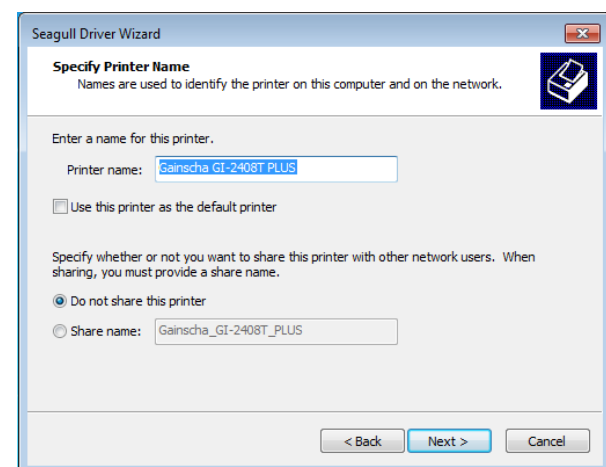 Seagull Driver Wizard
Specify Printer Name
Names are used to identify the printer on this computer and on the network.
Enter a name for this printer.
Printer name: Gainscha GI-2408T PLUS
Use this printer as the default printer
Specify whether or not you want to share this printer with other network users. When
sharing, you must provide a share name.
Do not share this printer
Share name: Gainscha_GI-2408T_PLUS
< Back Next > Cancel